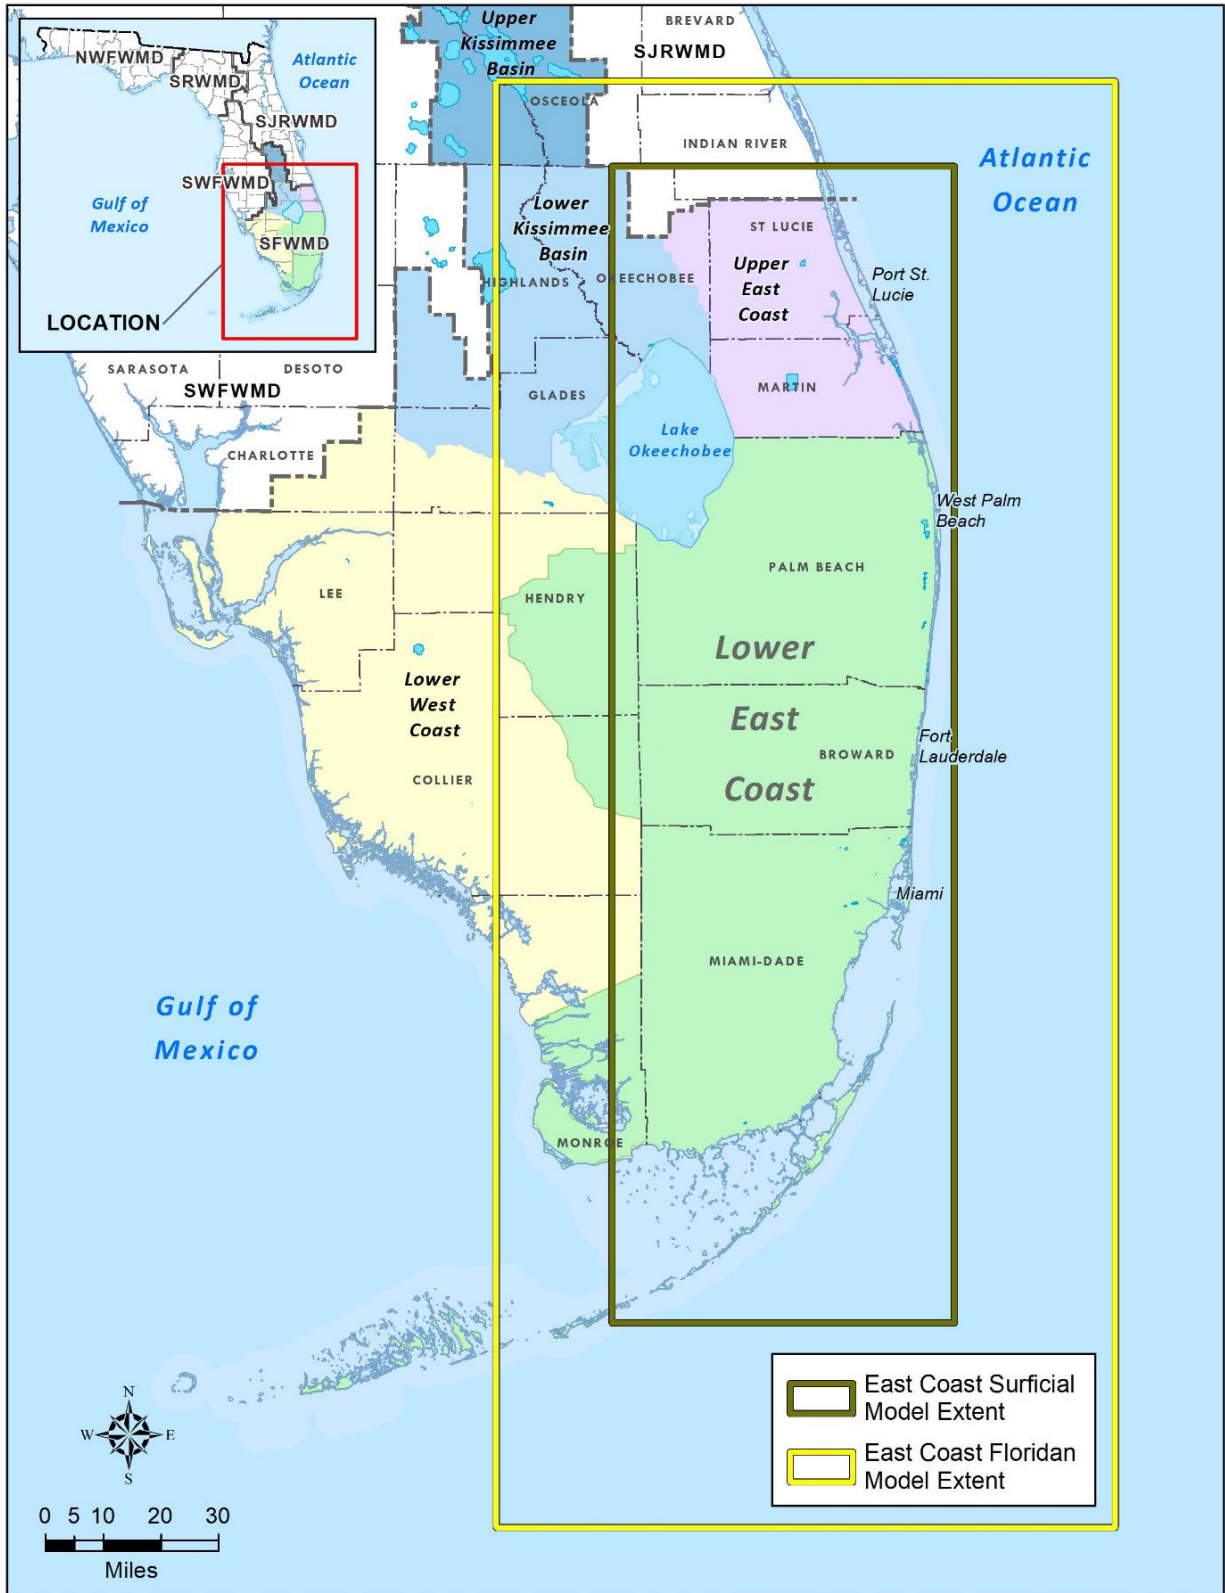 NWFWMD
SRWMD
Atlantic
Ocean
SJRWMD
SWFWMD
Gulf of
Mexico
SFWMD
LOCATION
Upper
Kissimmee
Basin
BREVARD
SJRWMD
OSCEOLA
INDIAN RIVER
Atlantic
Ocean
Lower
Kissimmee
Basin
ST LUCIE
HIGHLANDS
OKEECHOBEE
Upper
East
Coast
Port St.
Lucie
SARASOTA
DESOTO
SWFWMD
GLADES
MARTIN
Lake
Okeechobee
CHARLOTTE
West Palm
Beach
PALM BEACH
LEE
HENDRY
Lower
East
Coast
Lower
West
Coast
COLLIER
BROWARD
Fort
Lauderdale
Miami
MIAMI-DADE
Gulf of
Mexico
MONROE
N
W
E
S
0 5 10 20 30
Miles
East Coast Surficial
Model Extent
East Coast Floridan
Model Extent